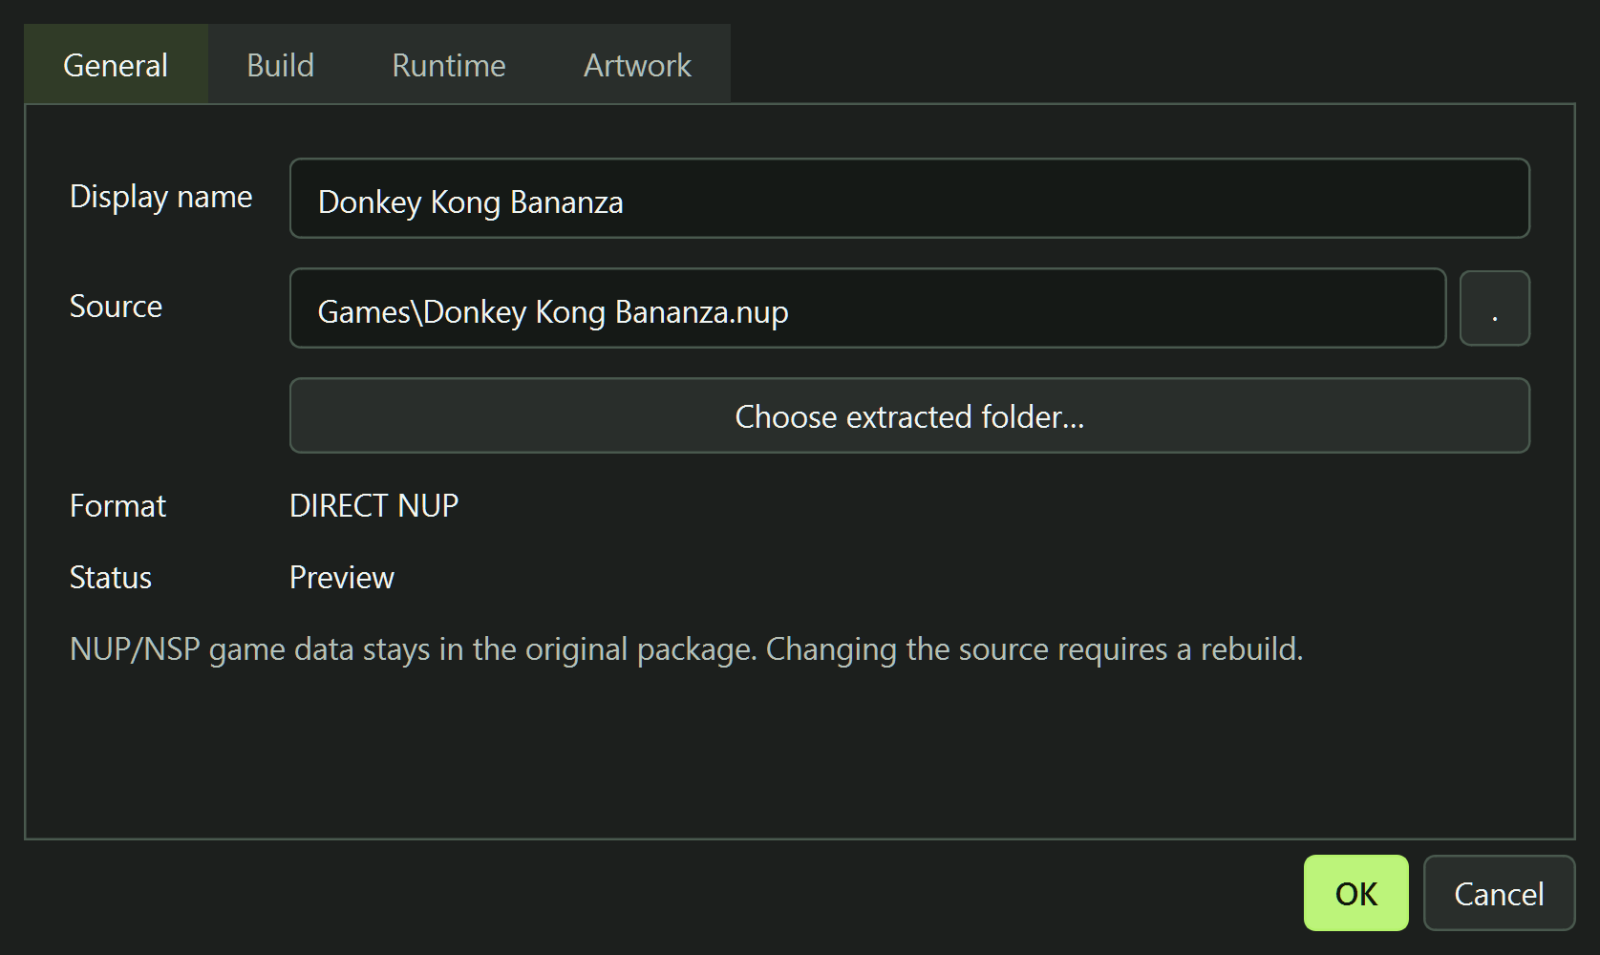 General Build Runtime Artwork
Display name Donkey Kong Bananza
Source Games\Donkey Kong Bananza.nup .
Choose extracted folder...
Format DIRECT NUP
Status Preview
NUP/NSP game data stays in the original package. Changing the source requires a rebuild.
OK Cancel